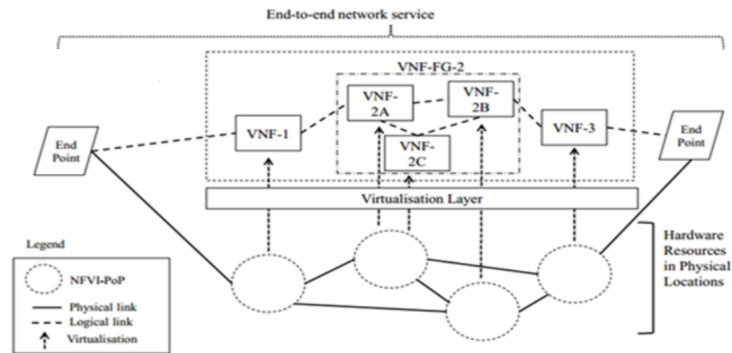 End-to-end network service
VNF-FG-2
VNF-
2A
VNF-
2B
VNF-1
VNF-
2C
VNF-3
End
Point
End
Point
Virtualisation Layer
Hardware
Resources
in Physical
Locations
Legend
NFVI-PoP
Physical link
Logical link
Virtualisation